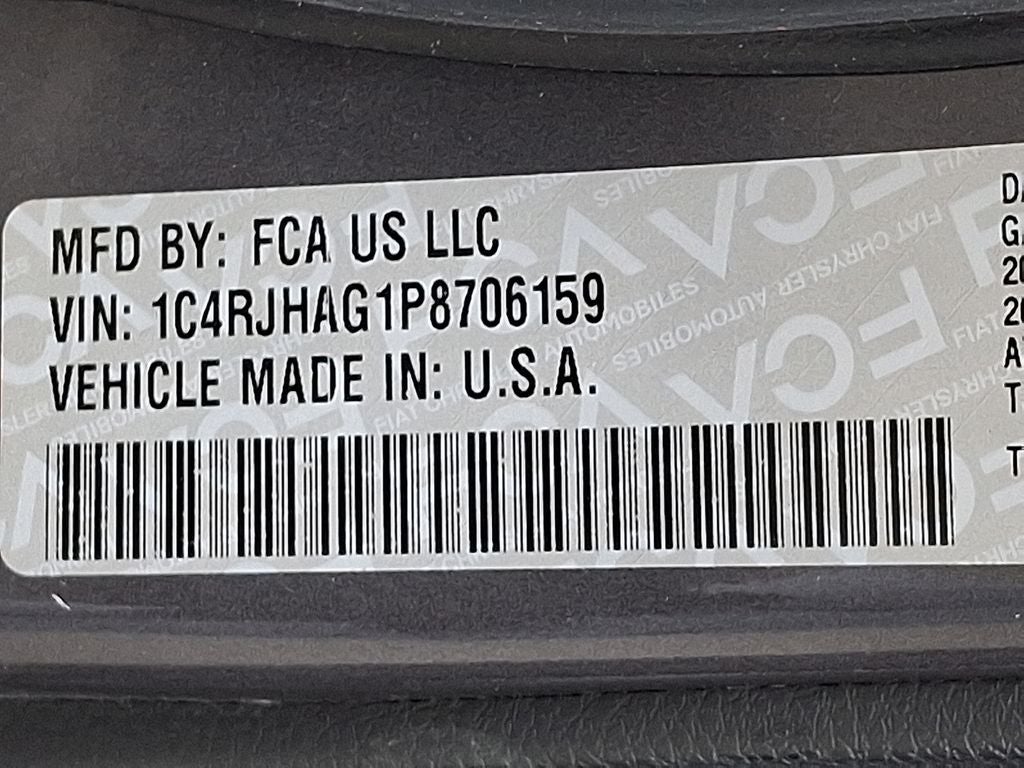 MFD BY: FCA US LLC
VIN: 1C4RJHAG1P8706159
VEHICLE MADE IN: U.S.A.